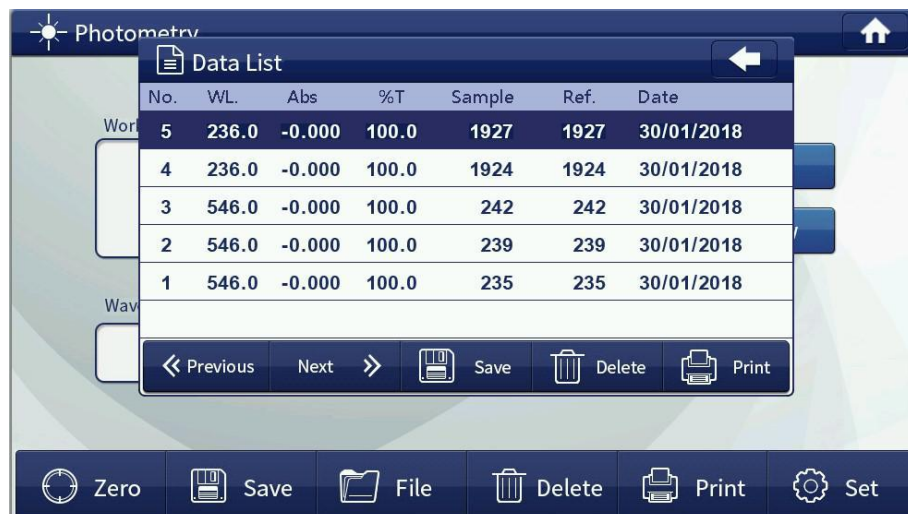 Photometry
Data List
No. WL. Abs %T Sample Ref. Date
5 236.0 -0.000 100.0 1927 1927 30/01/2018
4 236.0 -0.000 100.0 1924 1924 30/01/2018
3 546.0 -0.000 100.0 242 242 30/01/2018
2 546.0 -0.000 100.0 239 239 30/01/2018
1 546.0 -0.000 100.0 235 235 30/01/2018
Previous Next Save Delete Print
Zero Save File Delete Print Set